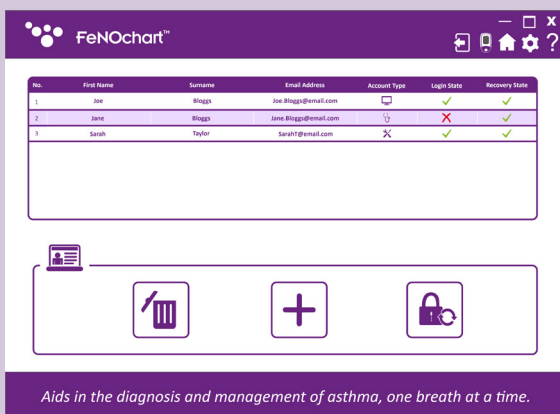 FeNOchart™
No. First Name Surname Email Address Account Type Login State Recovery State
1 Joe Bloggs Joe.Bloggs@email.com
2 Jane Bloggs Jane.Bloggs@email.com
3 Sarah Taylor SarahT@email.com
Aids in the diagnosis and management of asthma, one breath at a time.